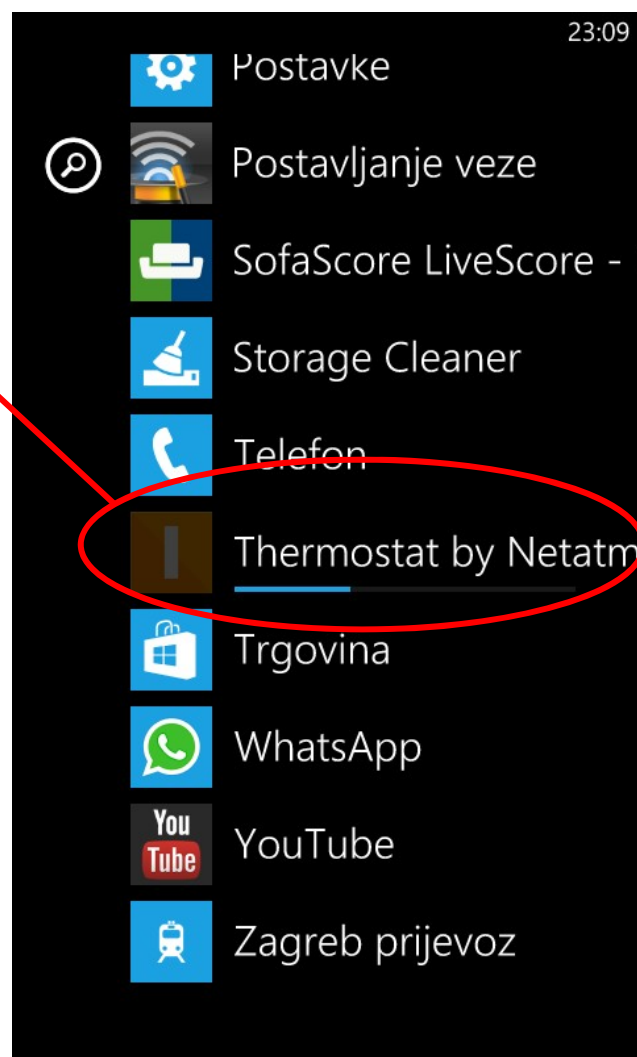 23:09
Postavke
Postavljanje veze
SofaScore LiveScore -
Storage Cleaner
Telefon
Thermostat by Netatm
Trgovina
WhatsApp
You
Tube
YouTube
Zagreb prijevoz